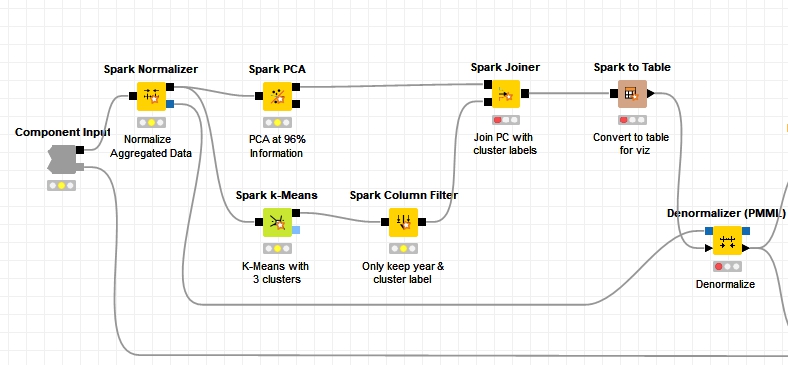 Spark Normalizer
Spark PCA
Spark Joiner
Spark to Table
Component Input
Normalize
Aggregated Data
PCA at 96%
Information
Join PC with
cluster labels
Convert to table
for viz
Spark k-Means
Spark Column Filter
Denormalizer (PMML)
K-Means with
3 clusters
Only keep year &
cluster label
Denormalize